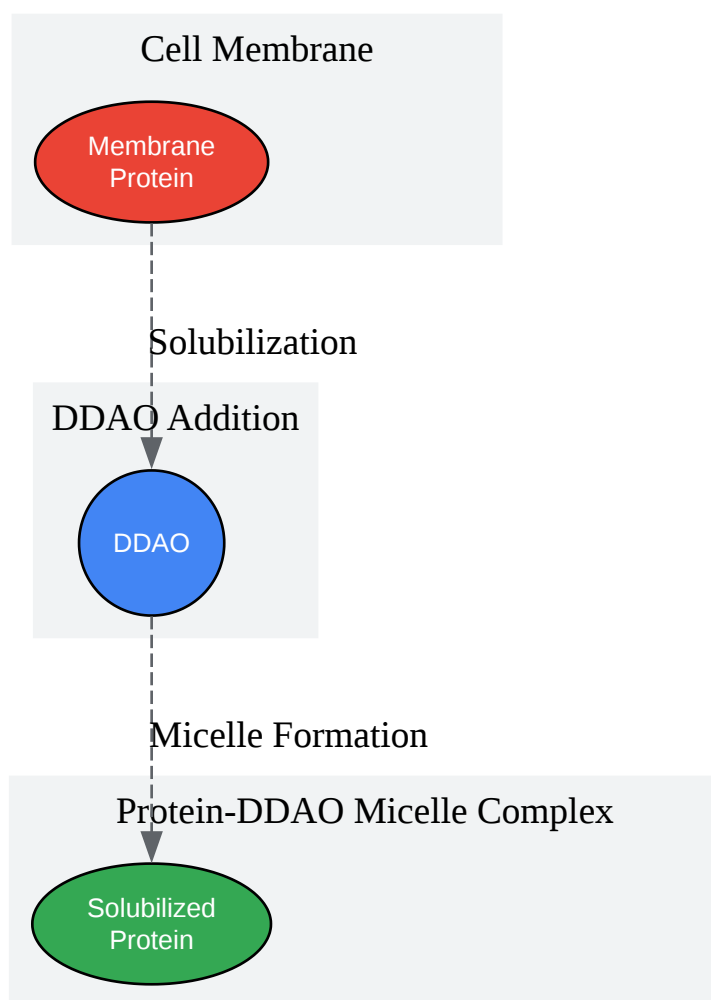 Cell Membrane
Membrane
Protein
Solubilization
DDAO Addition
DDAO
Micelle Formation
Protein-DDAO Micelle Complex
Solubilized
Protein